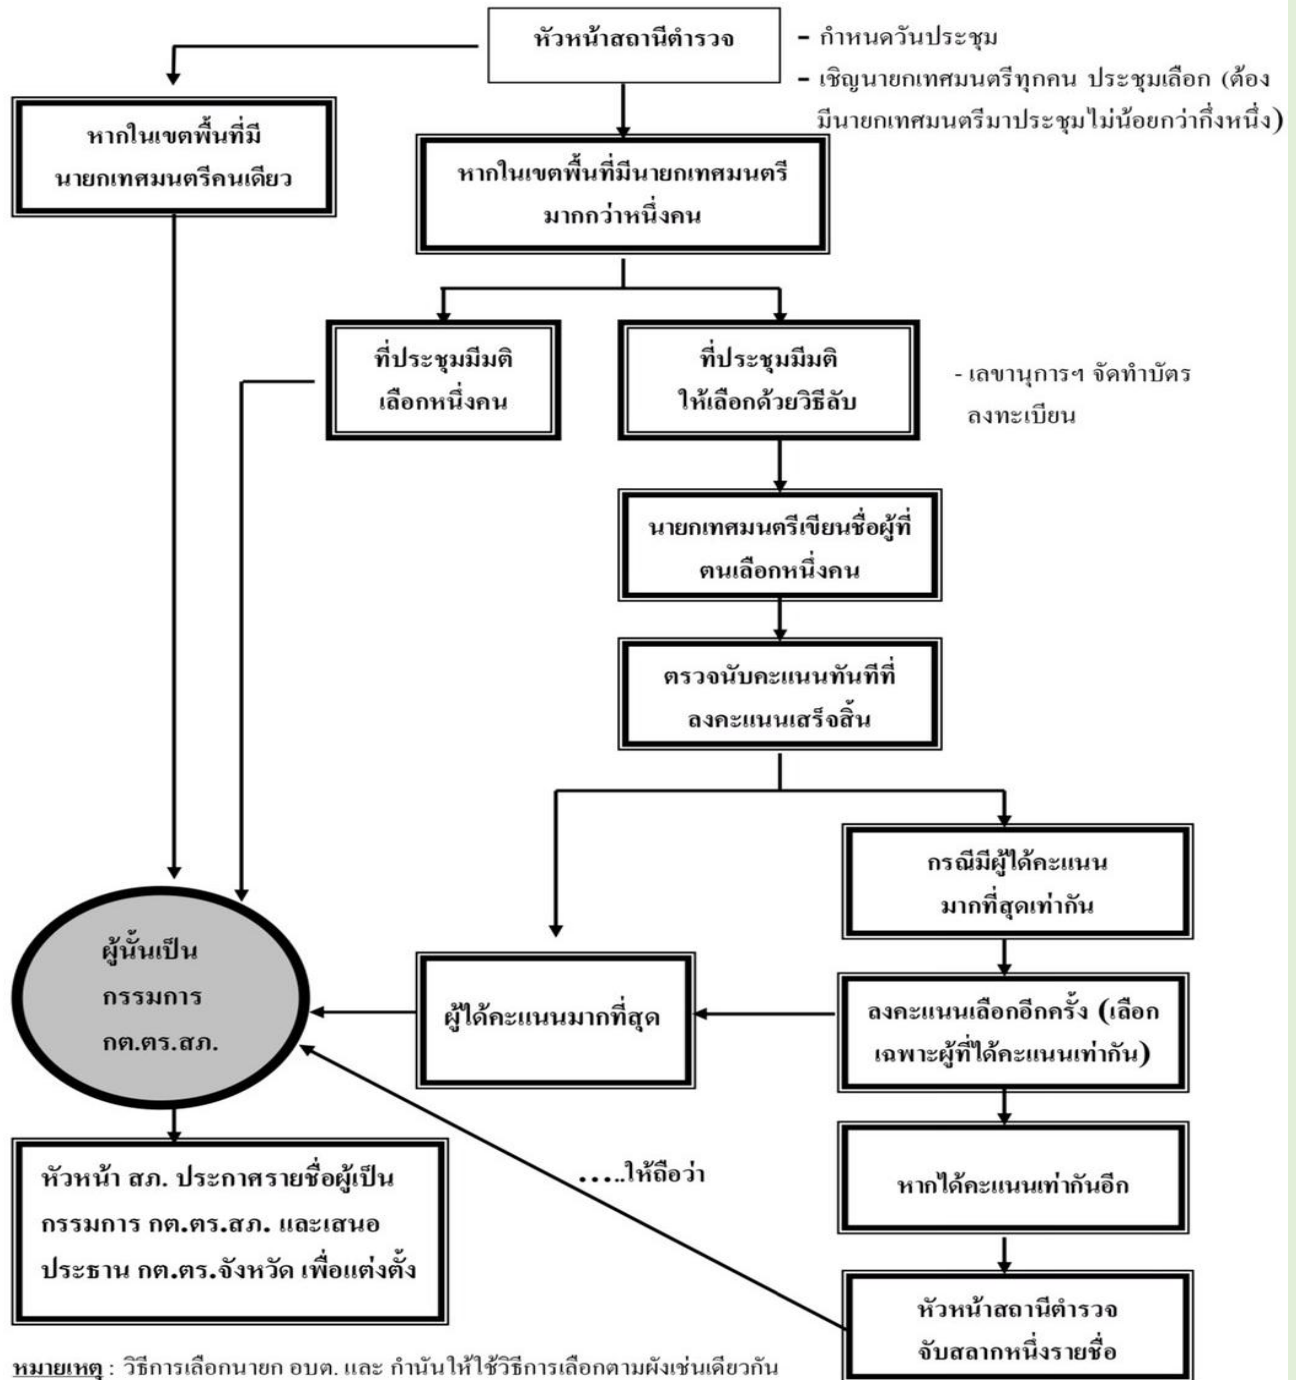 หัวหน้าสถานีตำรวจ
- กำหนดวันประชุม
- เชิญนายกเทศมนตรีทุกคน ประชุมเลือก (ต้อง
มีนายกเทศมนตรีมาประชุมไม่น้อยกว่ากึ่งหนึ่ง)
หากในเขตพื้นที่มี
นายกเทศมนตรีคนเดียว
หากในเขตพื้นที่มีนายกเทศมนตรี
มากกว่าหนึ่งคน
ที่ประชุมมีมติ
เลือกหนึ่งคน
ที่ประชุมมีมติ
ให้เลือกด้วยวิธีลับ
- เลขานุการฯ จัดทำบัตร
ลงทะเบียน
นายกเทศมนตรีเขียนชื่อผู้ที่
ตนเลือกหนึ่งคน
ตรวจนับคะแนนทันทีที่
ลงคะแนนเสร็จสิ้น
กรณีมีผู้ได้คะแนน
มากที่สุดเท่ากัน
ผู้นั้นเป็น
กรรมการ
กต.ตร.สภ.
ผู้ได้คะแนนมากที่สุด
ลงคะแนนเลือกอีกครั้ง (เลือก
เฉพาะผู้ที่ได้คะแนนเท่ากัน)
หัวหน้า สภ. ประกาศรายชื่อผู้เป็น
กรรมการ กต.ตร.สภ. และเสนอ
ประธาน กต.ตร.จังหวัด เพื่อแต่งตั้ง
…..ให้ถือว่า
หากได้คะแนนเท่ากันอีก
หัวหน้าสถานีตำรวจ
จับสลากหนึ่งรายชื่อ
หมายเหตุ : วิธีการเลือกนายก อบต. และ กำนันให้ใช้วิธีการเลือกตามผังเช่นเดียวกัน